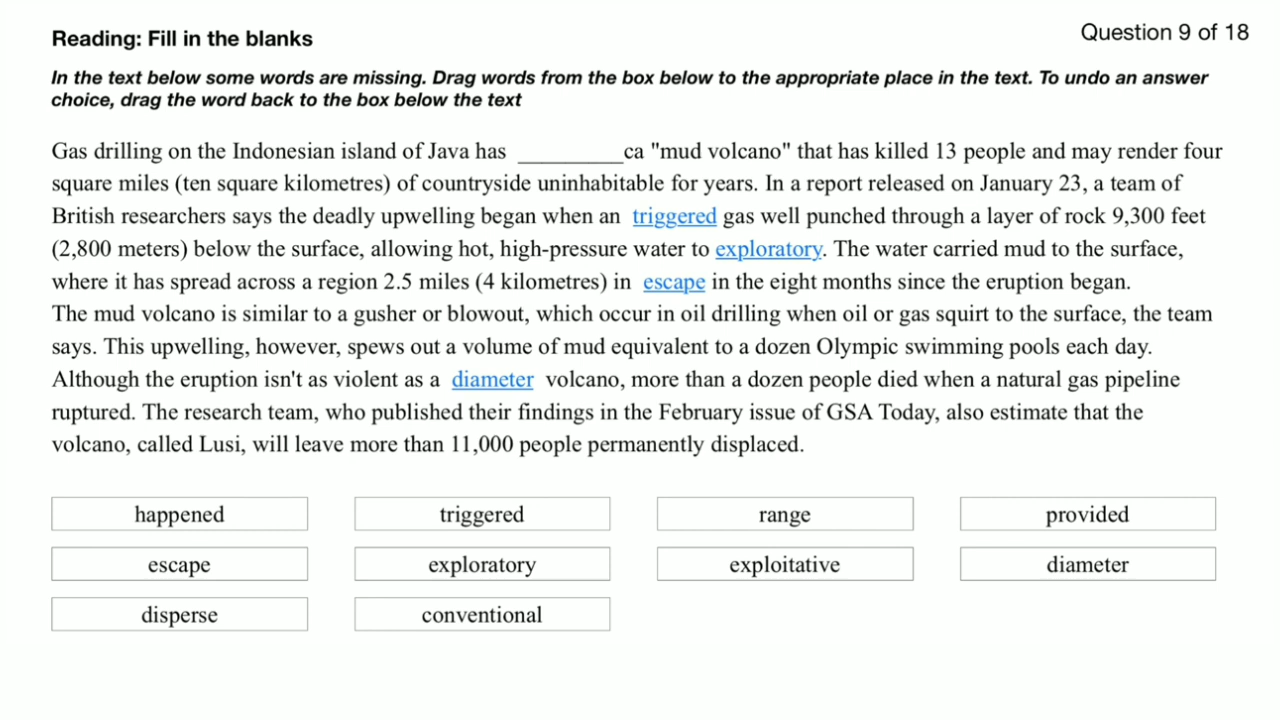 Reading: Fill in the blanks
Question 9 of 18
In the text below some words are missing. Drag words from the box below to the appropriate place in the text. To undo an answer
choice, drag the word back to the box below the text
Gas drilling on the Indonesian island of Java has _________ca "mud volcano" that has killed 13 people and may render four
square miles (ten square kilometres) of countryside uninhabitable for years. In a report released on January 23, a team of
British researchers says the deadly upwelling began when an triggered gas well punched through a layer of rock 9,300 feet
(2,800 meters) below the surface, allowing hot, high-pressure water to exploratory. The water carried mud to the surface,
where it has spread across a region 2.5 miles (4 kilometres) in escape in the eight months since the eruption began.
The mud volcano is similar to a gusher or blowout, which occur in oil drilling when oil or gas squirt to the surface, the team
says. This upwelling, however, spews out a volume of mud equivalent to a dozen Olympic swimming pools each day.
Although the eruption isn't as violent as a diameter volcano, more than a dozen people died when a natural gas pipeline
ruptured. The research team, who published their findings in the February issue of GSA Today, also estimate that the
volcano, called Lusi, will leave more than 11,000 people permanently displaced.
happened triggered range provided
escape exploratory exploitative diameter
disperse conventional